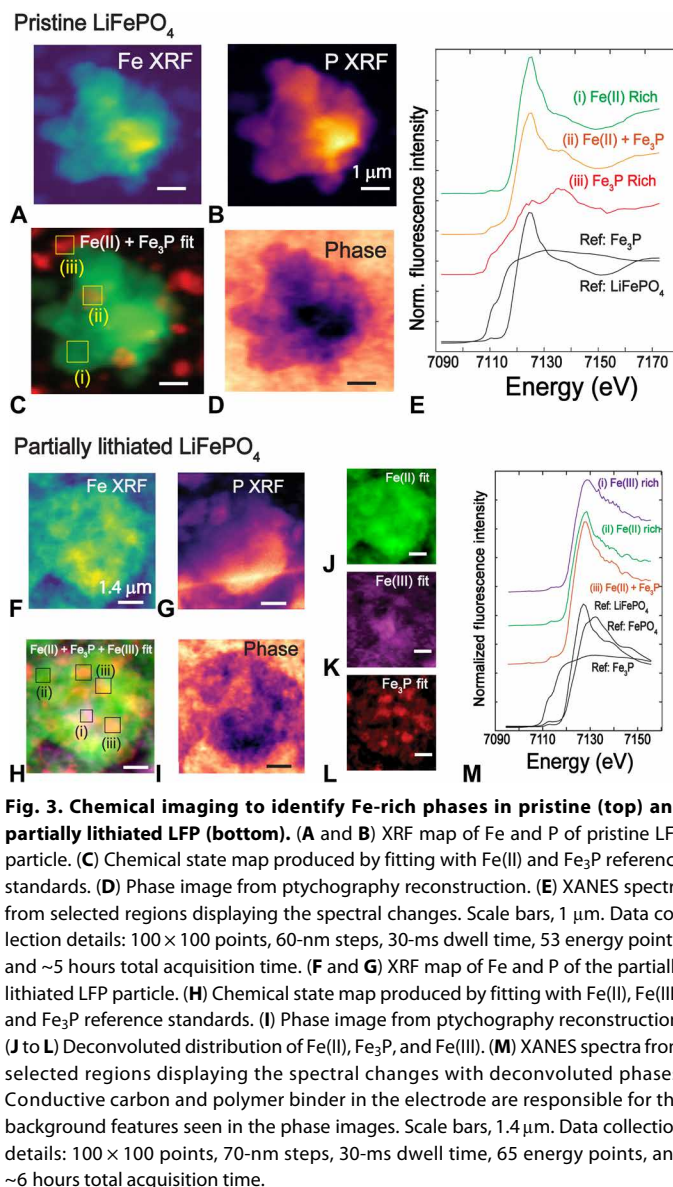 Pristine LiFePO4
Fe XRF
P XRF
1 μm
A
B
Fe(II) + Fe3P fit
(iii)
(ii)
(i)
Phase
C
D
Norm. fluorescence intensity
(i) Fe(II) Rich
(ii) Fe(II) + Fe3P
(iii) Fe3P Rich
Ref: Fe3P
Ref: LiFePO4
7090 7110 7130 7150 7170
Energy (eV)
E
Partially lithiated LiFePO4
Fe XRF
P XRF
1.4 μm
F
G
Fe(II) + Fe3P + Fe(III) fit
(ii)
(iii)
(i)
(iii)
Phase
H
I
Fe(II) fit
J
Fe(III) fit
K
Fe3P fit
L
Normalized fluorescence intensity
(i) Fe(III) rich
(ii) Fe(II) rich
(iii) Fe(II) + Fe3P
Ref: LiFePO4
Ref: FePO4
Ref: Fe3P
7090 7110 7130 7150
Energy (eV)
M
Fig. 3. Chemical imaging to identify Fe-rich phases in pristine (top) an
partially lithiated LFP (bottom). (A and B) XRF map of Fe and P of pristine LF
particle. (C) Chemical state map produced by fitting with Fe(II) and Fe3P referenc
standards. (D) Phase image from ptychography reconstruction. (E) XANES spectr
from selected regions displaying the spectral changes. Scale bars, 1 μm. Data co
lection details: 100 × 100 points, 60-nm steps, 30-ms dwell time, 53 energy point
and ~5 hours total acquisition time. (F and G) XRF map of Fe and P of the partiall
lithiated LFP particle. (H) Chemical state map produced by fitting with Fe(II), Fe(III
and Fe3P reference standards. (I) Phase image from ptychography reconstruction
(J to L) Deconvoluted distribution of Fe(II), Fe3P, and Fe(III). (M) XANES spectra fron
selected regions displaying the spectral changes with deconvoluted phase
Conductive carbon and polymer binder in the electrode are responsible for th
background features seen in the phase images. Scale bars, 1.4 μm. Data collectio
details: 100 × 100 points, 70-nm steps, 30-ms dwell time, 65 energy points, an
~6 hours total acquisition time.